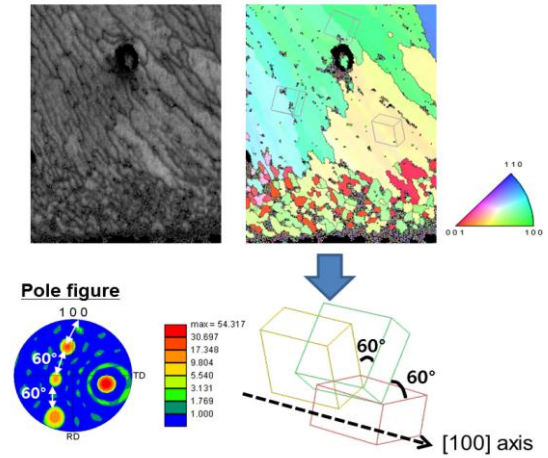 1 1 0
0 0 1
1 0 0
Pole figure
1 0 0
60°
60°
TD
RD
max = 54.317
30.697
17.348
9.804
5.540
3.131
1.769
1.000
60°
60°
[100] axis